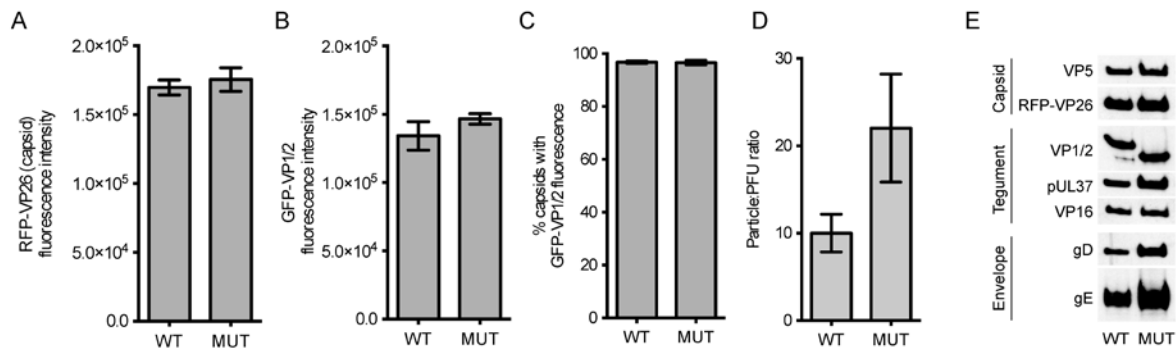 A
RFP-VP26 (capsid)
fluorescence intensity
2.0×10⁵
1.5×10⁵
1.0×10⁵
5.0×10⁴
0.0
WT
MUT
B
GFP-VP1/2
fluorescence intensity
2.0×10⁵
1.5×10⁵
1.0×10⁵
5.0×10⁴
0.0
WT
MUT
C
% capsids with
GFP-VP1/2 fluorescence
100
80
60
40
20
0
WT
MUT
D
Particle:PFU ratio
30
20
10
0
WT
MUT
E
Capsid
VP5
RFP-VP26
Tegument
VP1/2
pUL37
VP16
Envelope
gD
gE
WT MUT